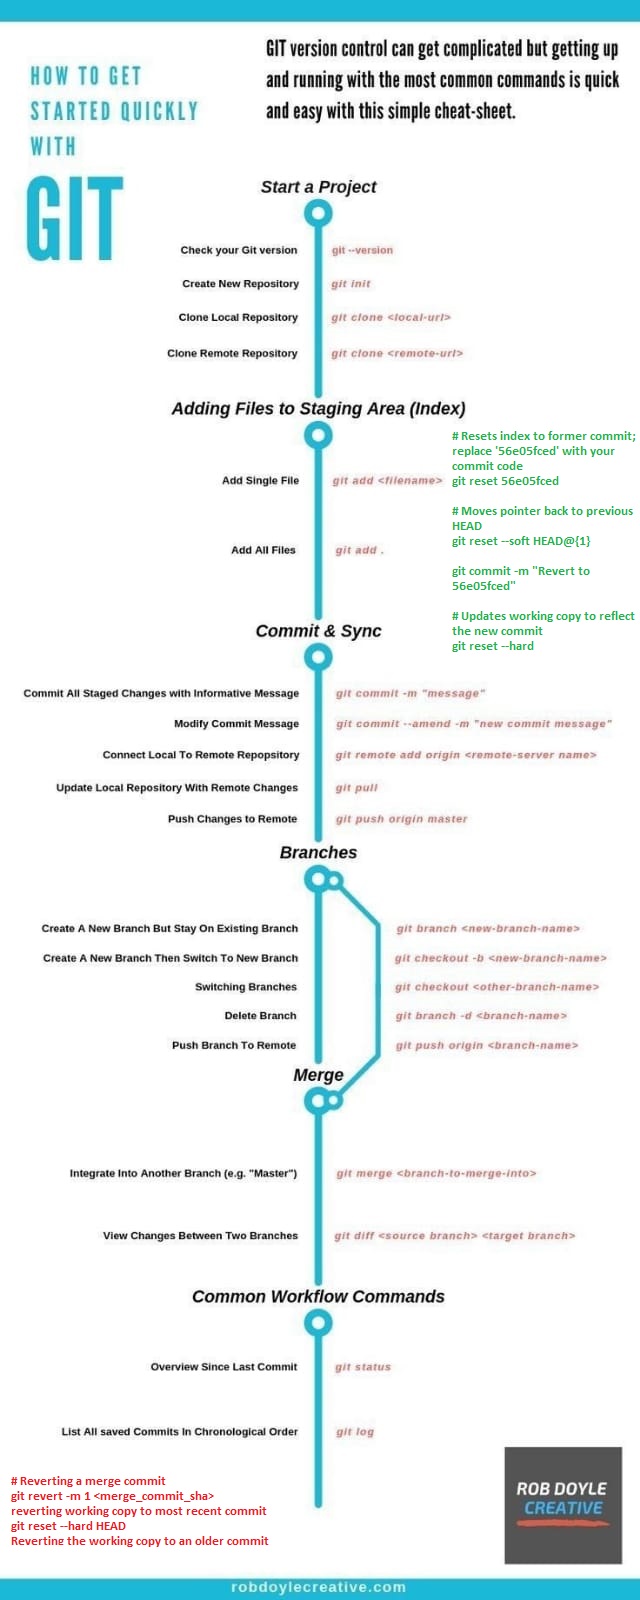 HOW TO GET
STARTED QUICKLY
WITH
GIT
GIT version control can get complicated but getting up
and running with the most common commands is quick
and easy with this simple cheat-sheet.
Start a Project
Check your Git version git --version
Create New Repository git init
Clone Local Repository git clone <local-url>
Clone Remote Repository git clone <remote-url>
Adding Files to Staging Area (Index)
Add Single File git add <filename>
Add All Files git add .
# Resets index to former commit;
replace '56e05fced' with your
commit code
git reset 56e05fced
# Moves pointer back to previous
HEAD
git reset --soft HEAD@{1}
git commit -m "Revert to
56e05fced"
# Updates working copy to reflect
the new commit
git reset --hard
Commit & Sync
Commit All Staged Changes with Informative Message git commit -m "message"
Modify Commit Message git commit --amend -m "new commit message"
Connect Local To Remote Repopsitory git remote add origin <remote-server name>
Update Local Repository With Remote Changes git pull
Push Changes to Remote git push origin master
Branches
Create A New Branch But Stay On Existing Branch git branch <new-branch-name>
Create A New Branch Then Switch To New Branch git checkout -b <new-branch-name>
Switching Branches git checkout <other-branch-name>
Delete Branch git branch -d <branch-name>
Push Branch To Remote git push origin <branch-name>
Merge
Integrate Into Another Branch (e.g. "Master") git merge <branch-to-merge-into>
View Changes Between Two Branches git diff <source branch> <target branch>
Common Workflow Commands
Overview Since Last Commit git status
List All saved Commits In Chronological Order git log
# Reverting a merge commit
git revert -m 1 <merge_commit_sha>
reverting working copy to most recent commit
git reset --hard HEAD
Reverting the working copy to an older commit
ROB DOYLE
CREATIVE
robdoylecreative.com